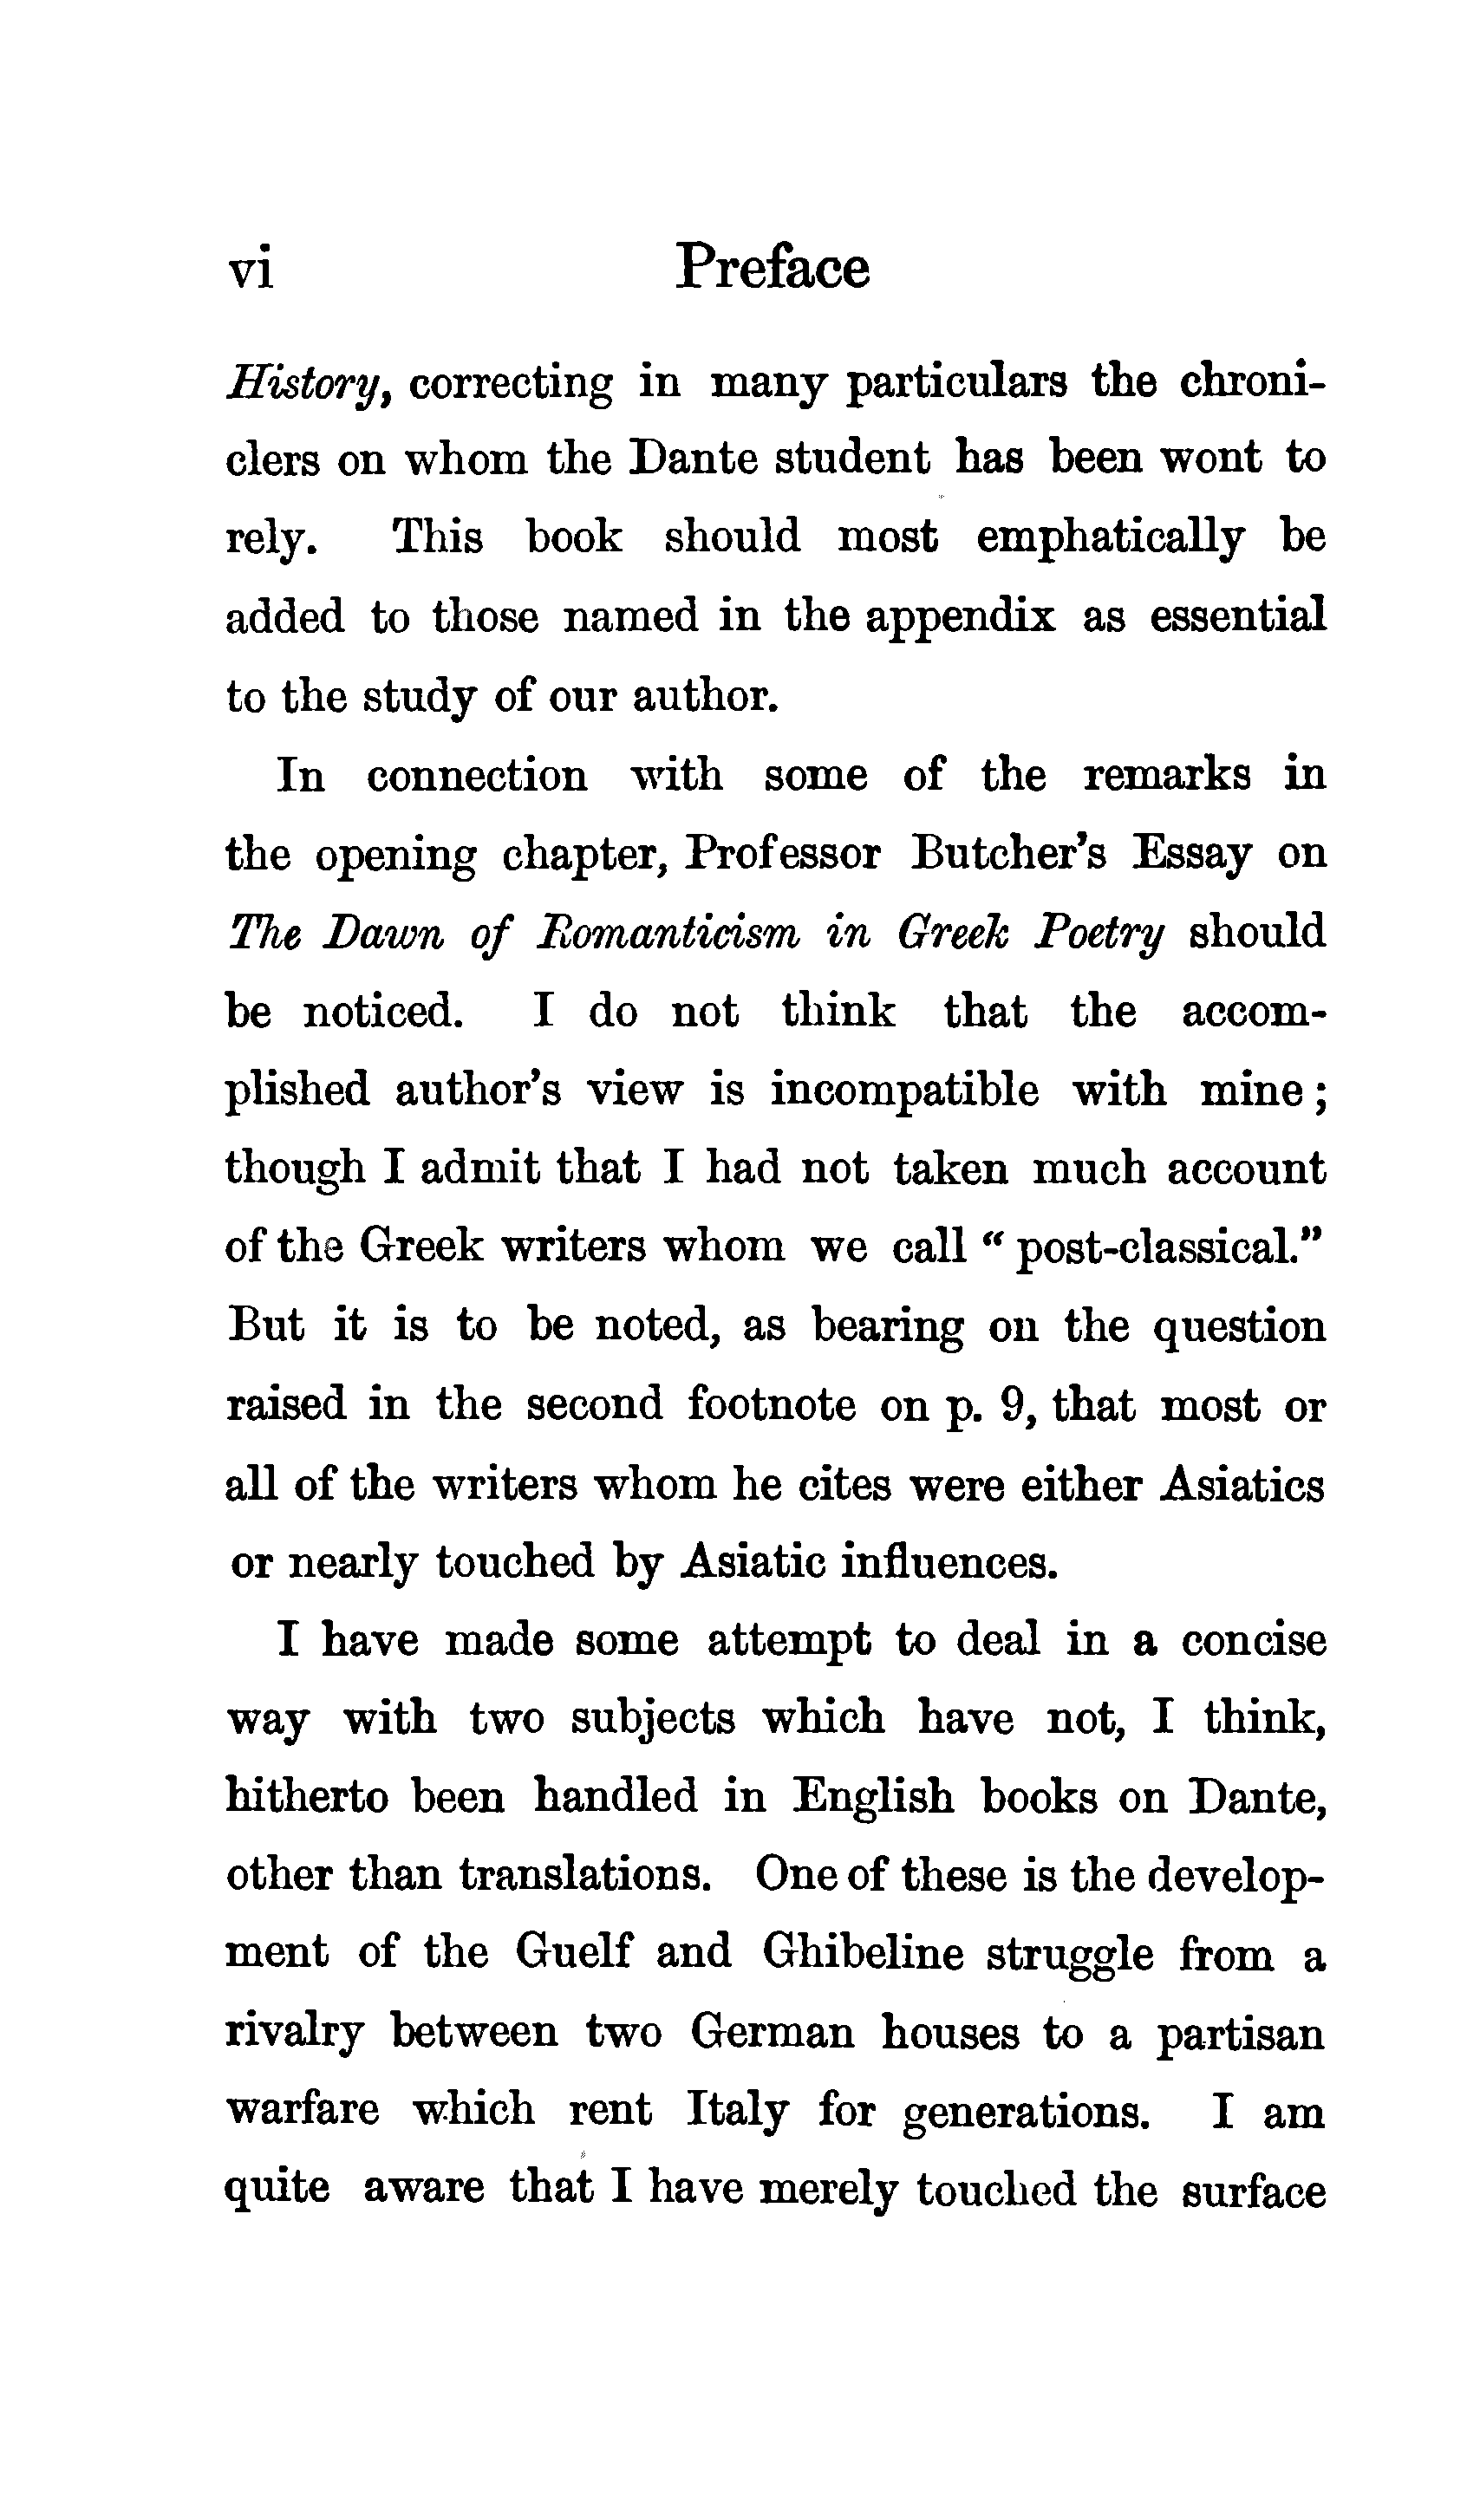 vi Preface
History, correcting in many particulars the chroni-
clers on whom the Dante student has been wont to
rely. This book should most emphatically be
added to those named in the appendix as essential
to the study of our author.
In connection with some of the remarks in
the opening chapter, Professor Butcher's Essay on
The Dawn of Romanticism in Greek Poetry should
be noticed. I do not think that the accom-
plished author's view is incompatible with mine;
though I admit that I had not taken much account
of the Greek writers whom we call "post-classical."
But it is to be noted, as bearing on the question
raised in the second footnote on p. 9, that most or
all of the writers whom he cites were either Asiatics
or nearly touched by Asiatic influences.
I have made some attempt to deal in a concise
way with two subjects which have not, I think,
hitherto been handled in English books on Dante,
other than translations. One of these is the develop-
ment of the Guelf and Ghibeline struggle from a
rivalry between two German houses to a partisan
warfare which rent Italy for generations. I am
quite aware that I have merely touched the surface